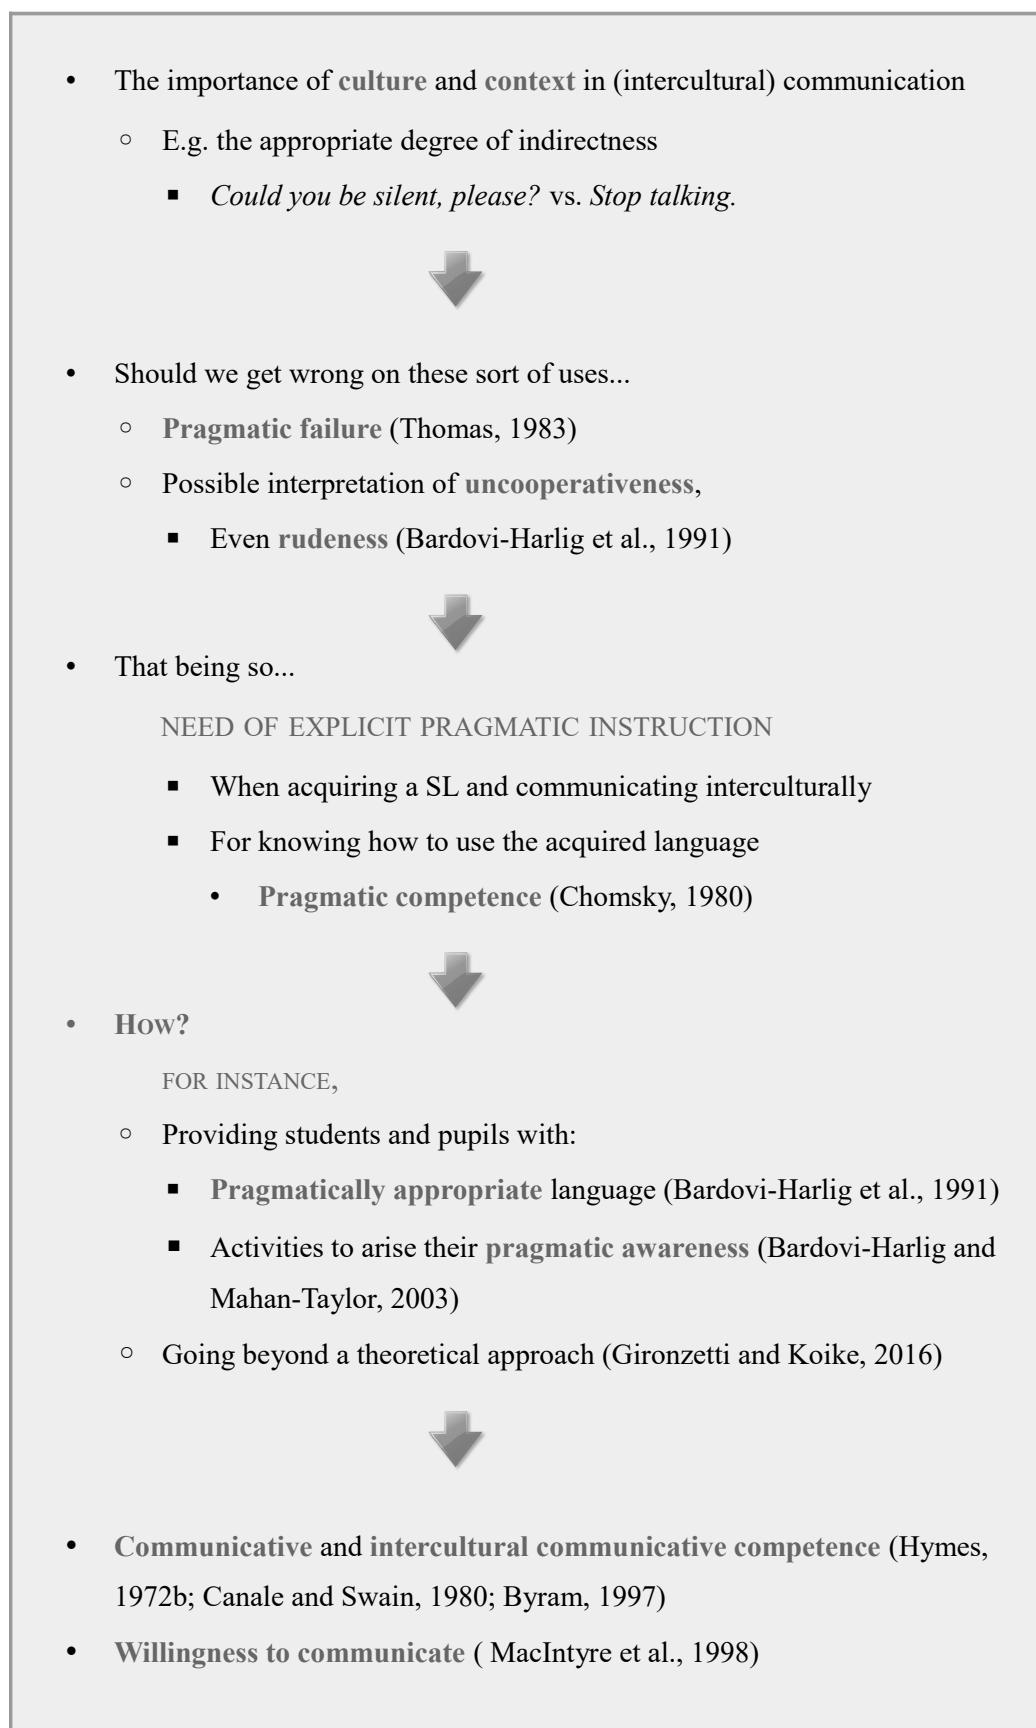 • The importance of culture and context in (intercultural) communication
○ E.g. the appropriate degree of indirectness
▪ Could you be silent, please? vs. Stop talking.
• Should we get wrong on these sort of uses...
○ Pragmatic failure (Thomas, 1983)
○ Possible interpretation of uncooperativeness,
▪ Even rudeness (Bardovi-Harlig et al., 1991)
• That being so...
NEED OF EXPLICIT PRAGMATIC INSTRUCTION
▪ When acquiring a SL and communicating interculturally
▪ For knowing how to use the acquired language
• Pragmatic competence (Chomsky, 1980)
• HOW?
FOR INSTANCE,
○ Providing students and pupils with:
▪ Pragmatically appropriate language (Bardovi-Harlig et al., 1991)
▪ Activities to arise their pragmatic awareness (Bardovi-Harlig and
Mahan-Taylor, 2003)
○ Going beyond a theoretical approach (Gironzetti and Koike, 2016)
• Communicative and intercultural communicative competence (Hymes,
1972b; Canale and Swain, 1980; Byram, 1997)
• Willingness to communicate ( MacIntyre et al., 1998)